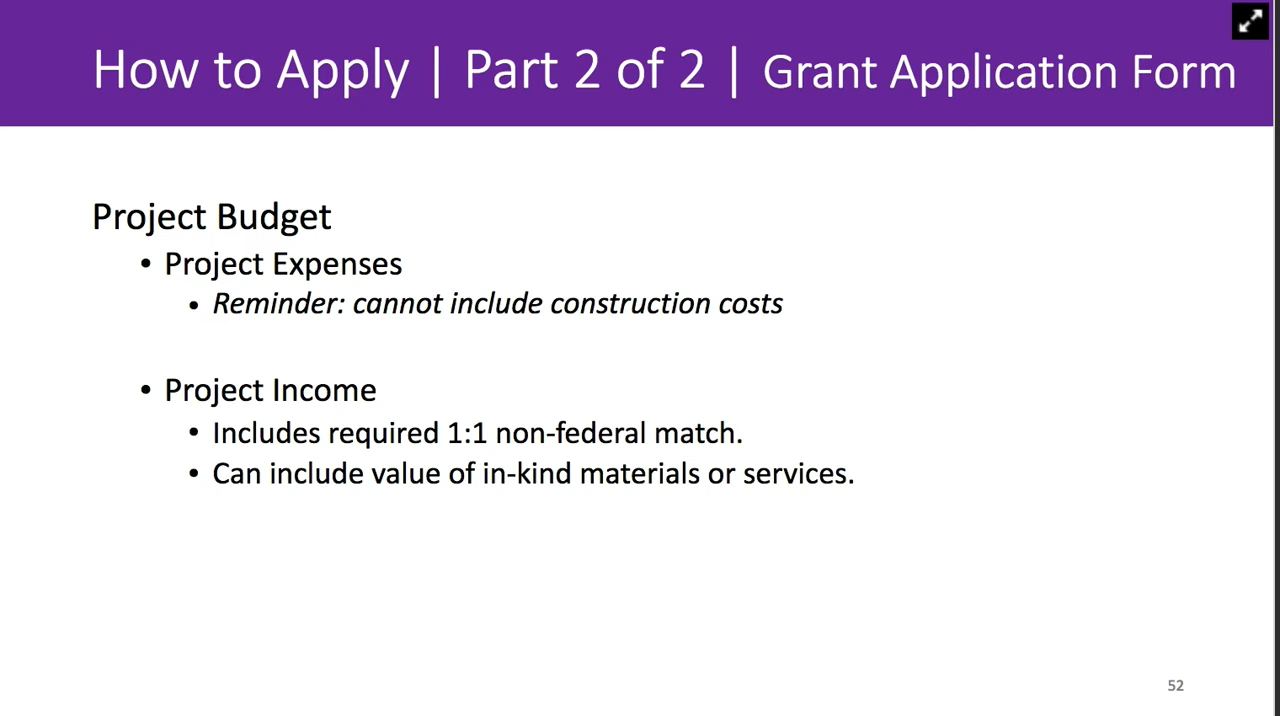 How to Apply | Part 2 of 2 | Grant Application Form
Project Budget
• Project Expenses
• Reminder: cannot include construction costs
• Project Income
• Includes required 1:1 non-federal match.
• Can include value of in-kind materials or services.
52